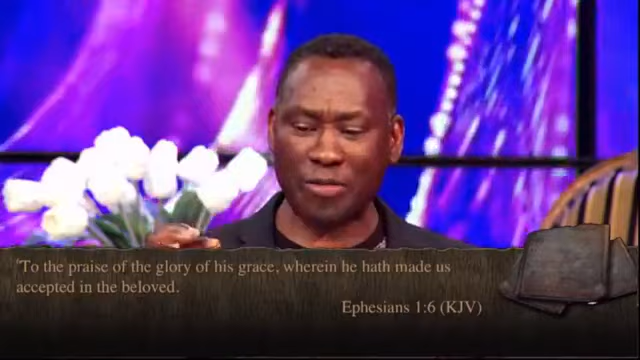 "To the praise of the glory of his grace, wherein he hath made us
accepted in the beloved.
Ephesians 1:6 (KJV)